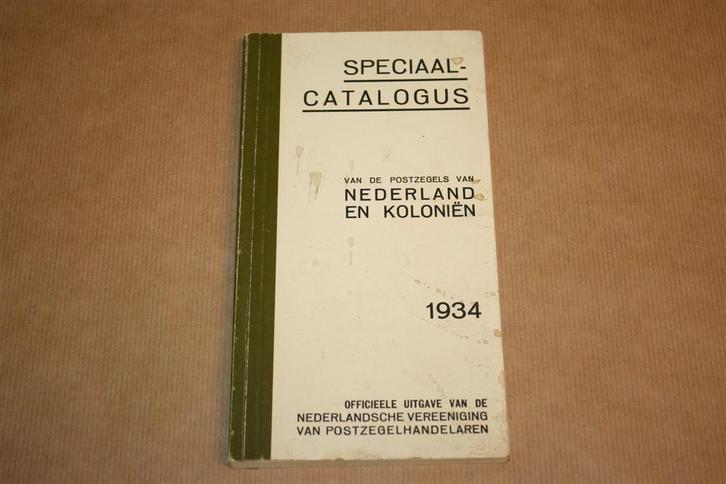 SPECIAAL-
CATALOGUS
VAN DE POSTZEGELS VAN
NEDERLAND
EN KOLONIËN
1934
OFFICIEELE UITGAVE VAN DE
NEDERLANDSCHE VEREENIGING
VAN POSTZEGELHANDELAREN